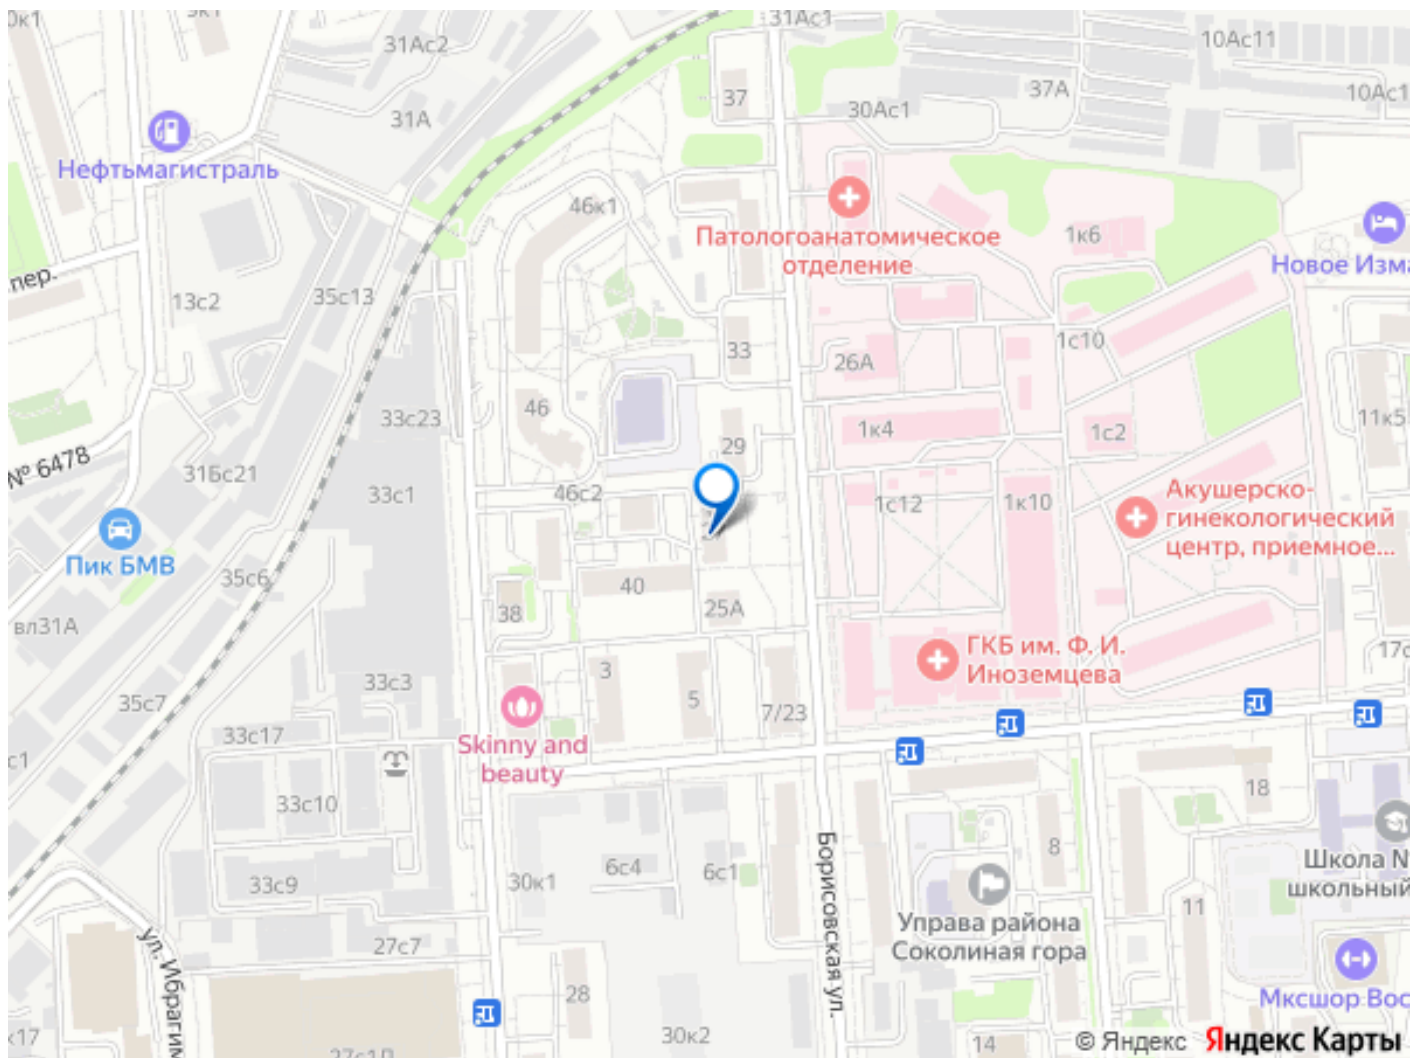 31Ас1
31Ас2
10Ас11
37
37А
10Ас1
30Ас1
31А
Нефтьмагистраль
46к1
Патологоанатомическое
отделение
1к6
Новое Изма
пер.
35с13
13с2
1с10
33
26А
46
33с23
1к4
1с2
11к5
29
№ 6478
31Бс21
33с1
46с2
1с12
1к10
Акушерско-
гинекологический
центр, приемное...
Пик БМВ
35с6
40
38
25А
вл31А
ГКБ им. Ф. И.
Иноземцева
3
5
33с3
35с7
7/23
33с17
Skinny and
beauty
33с10
18
8
Школа №
школьный
6с4
6с1
30к1
33с9
Борисовская ул.
Управа района
Соколиная гора
11
27с7
ул. Ибрагим
28
Мксшор Вос
30к2
14
© Яндекс Яндекс Карты